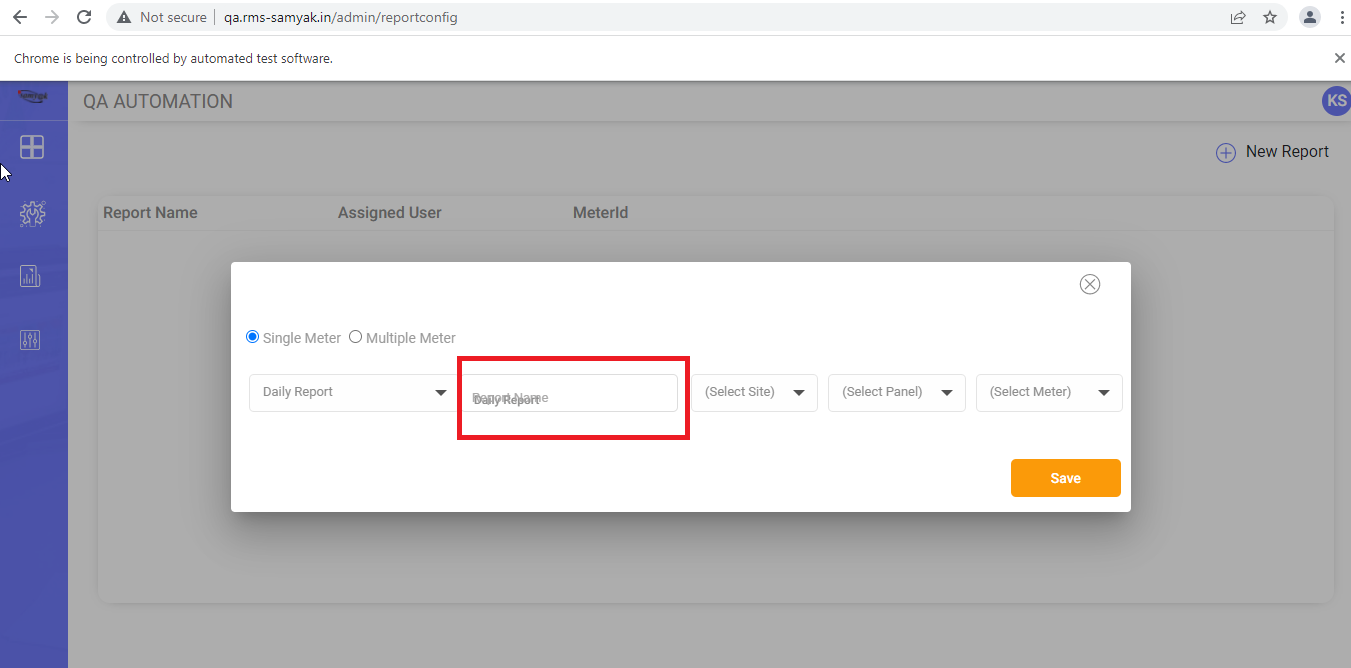 Not secure
qa.rms-samyak.in/admin/reportconfig
Chrome is being controlled by automated test software.
QA AUTOMATION
KS
New Report
Report Name Assigned User MeterId
Single Meter Multiple Meter
Daily Report
Report Name
Daily Report
(Select Site)
(Select Panel)
(Select Meter)
Save